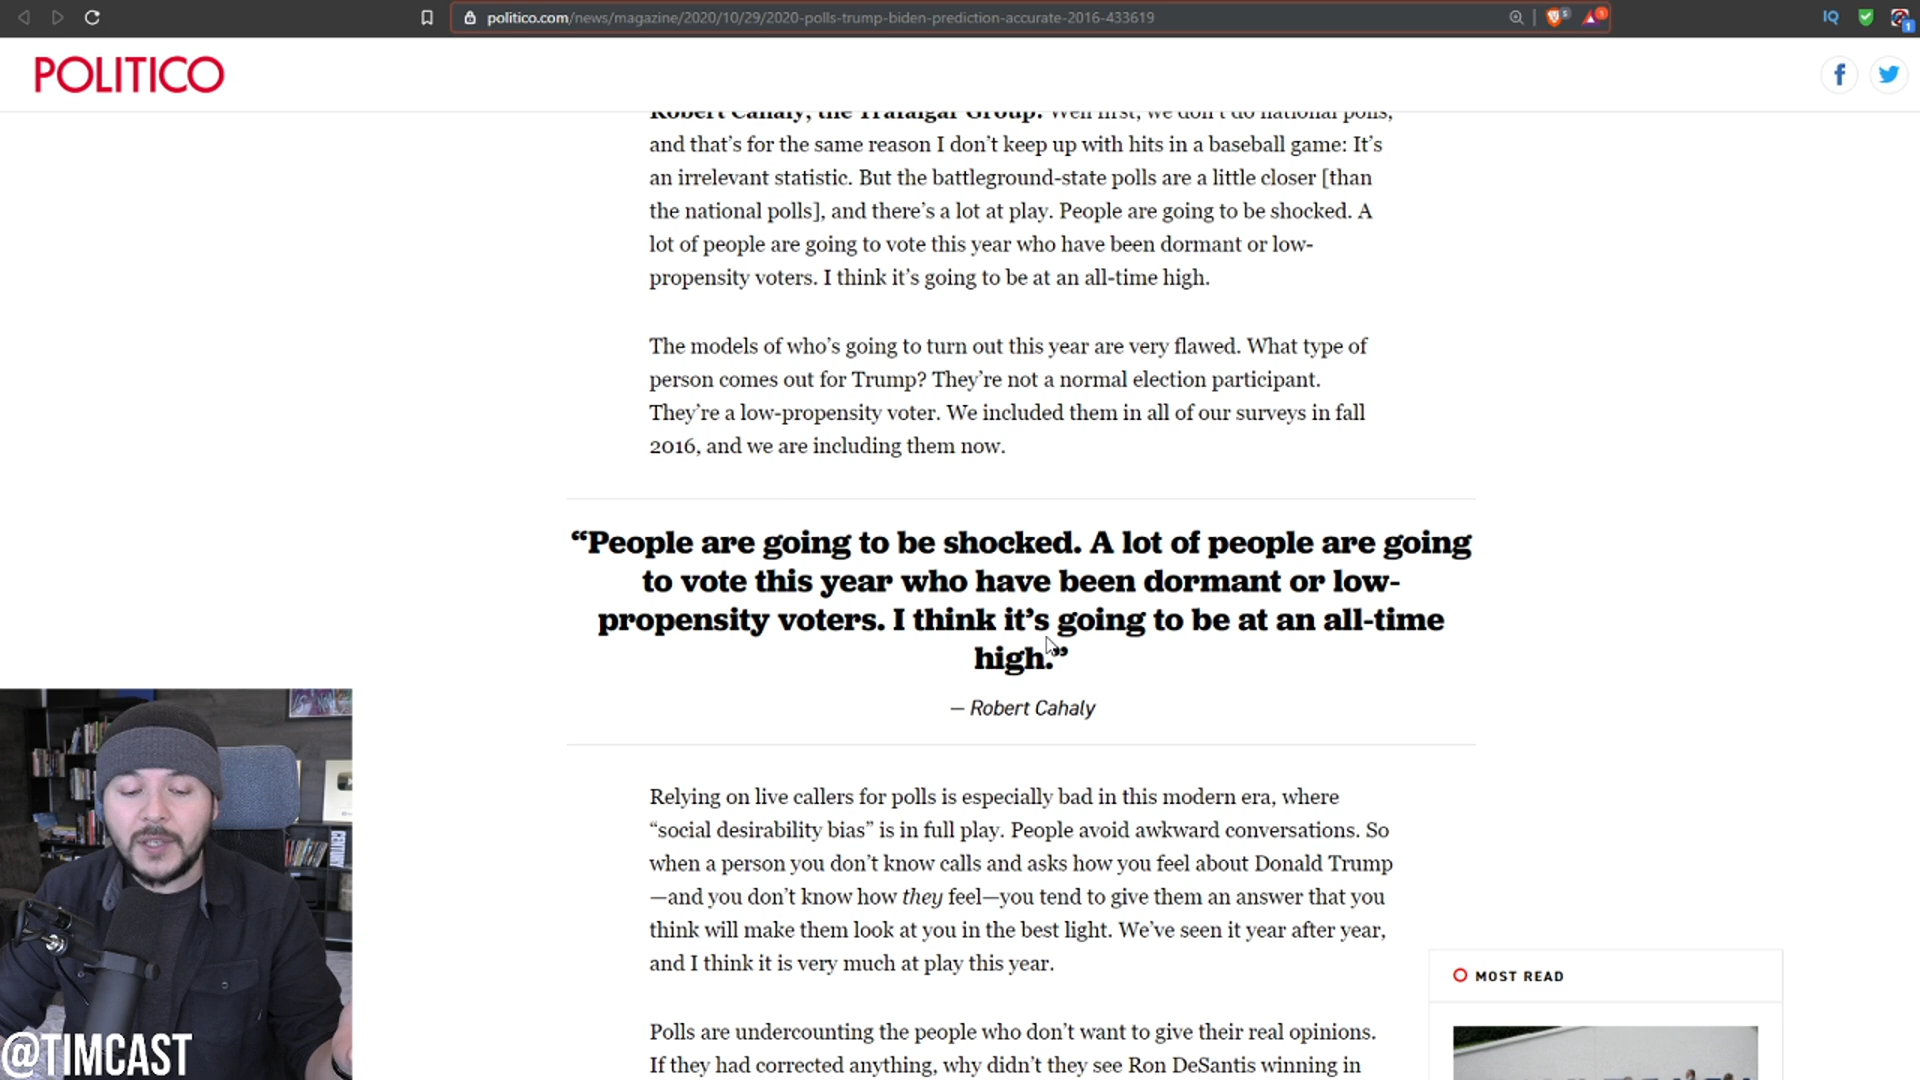 politico.com/news/magazine/2020/10/29/2020-polls-trump-biden-prediction-accurate-2016-433619
IQ
POLITICO
Robert Cahaly, the Trafalgar Group: Well first, we don't do national polls,
and that's for the same reason I don't keep up with hits in a baseball game: It's
an irrelevant statistic. But the battleground-state polls are a little closer [than
the national polls], and there's a lot at play. People are going to be shocked. A
lot of people are going to vote this year who have been dormant or low-
propensity voters. I think it's going to be at an all-time high.
The models of who's going to turn out this year are very flawed. What type of
person comes out for Trump? They're not a normal election participant.
They're a low-propensity voter. We included them in all of our surveys in fall
2016, and we are including them now.
“People are going to be shocked. A lot of people are going
to vote this year who have been dormant or low-
propensity voters. I think it's going to be at an all-time
high.”
— Robert Cahaly
Relying on live callers for polls is especially bad in this modern era, where
“social desirability bias” is in full play. People avoid awkward conversations. So
when a person you don't know calls and asks how you feel about Donald Trump
—and you don't know how they feel—you tend to give them an answer that you
think will make them look at you in the best light. We've seen it year after year,
and I think it is very much at play this year.
Polls are undercounting the people who don't want to give their real opinions.
If they had corrected anything, why didn't they see Ron DeSantis winning in
MOST READ
@TIMCAST